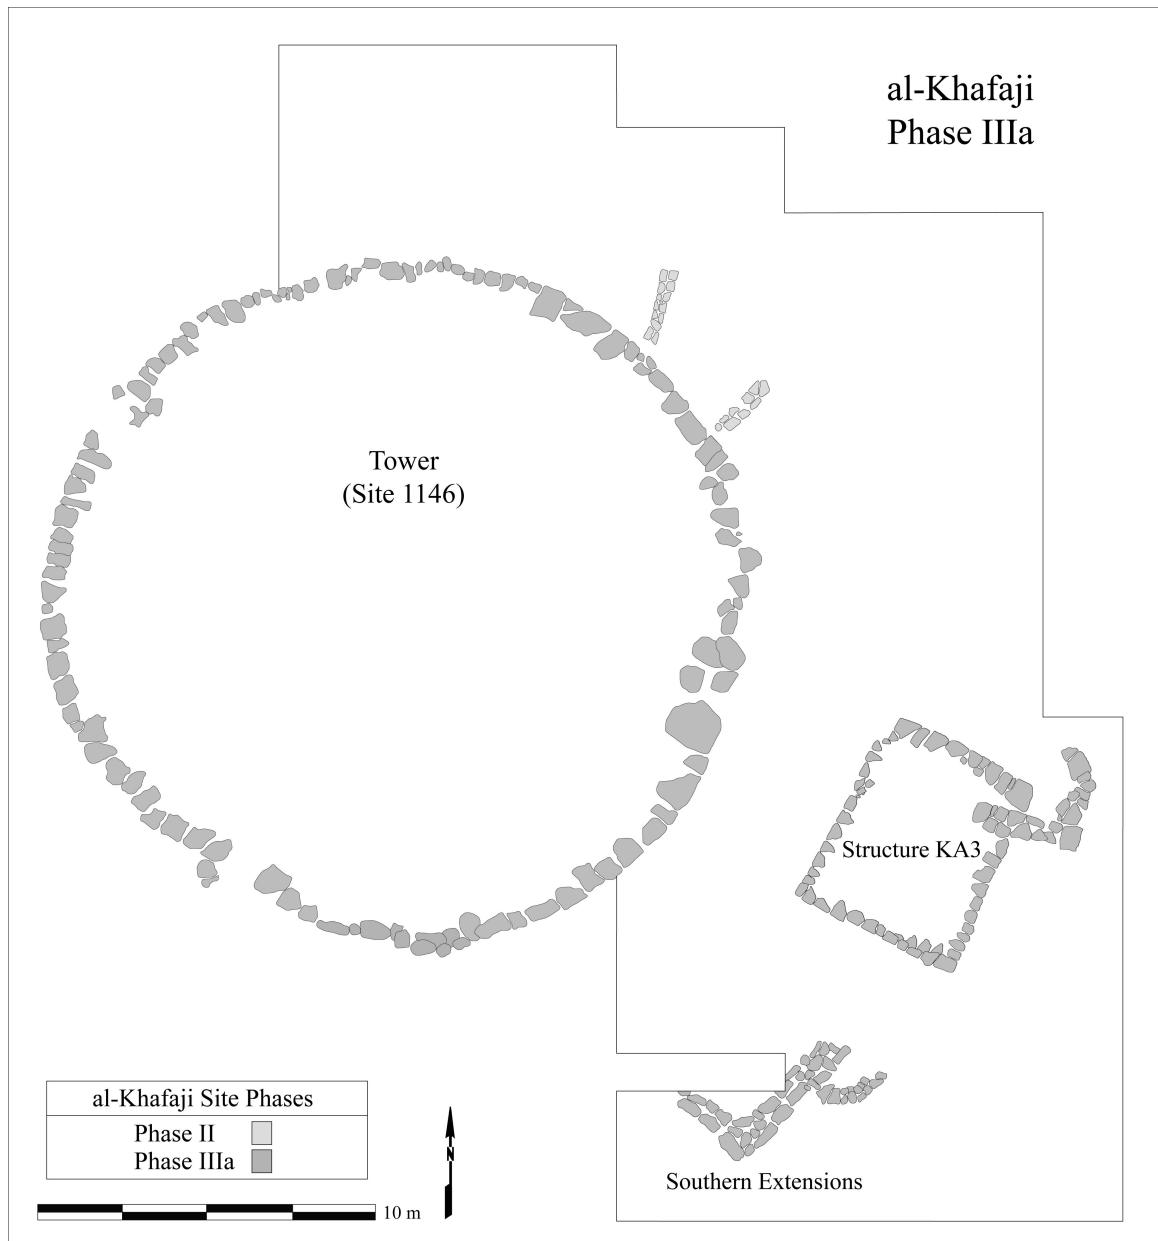 al-Khafaji
Phase IIIa
Tower
(Site 1146)
Structure KA3
al-Khafaji Site Phases
Phase II
Phase IIIa
N
10 m
Southern Extensions